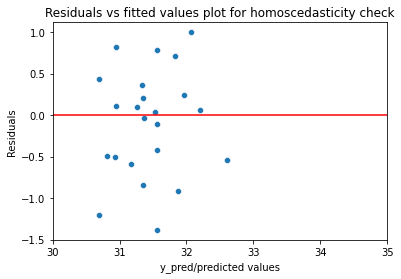 Residuals vs fitted values plot for homoscedasticity check
1.0
0.5
0.0
−0.5
−1.0
−1.5
Residuals
30 31 32 33 34 35
y_pred/predicted values